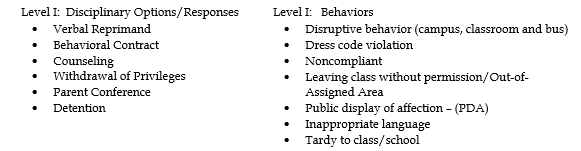 Level I:  Disciplinary Options/Responses
• Verbal Reprimand
• Behavioral Contract
• Counseling
• Withdrawal of Privileges
• Parent Conference
• Detention
Level I:   Behaviors
• Disruptive behavior (campus, classroom and bus)
• Dress code violation
• Noncompliant
• Leaving class without permission/Out-of-
Assigned Area
• Public display of affection – (PDA)
• Inappropriate language
• Tardy to class/school